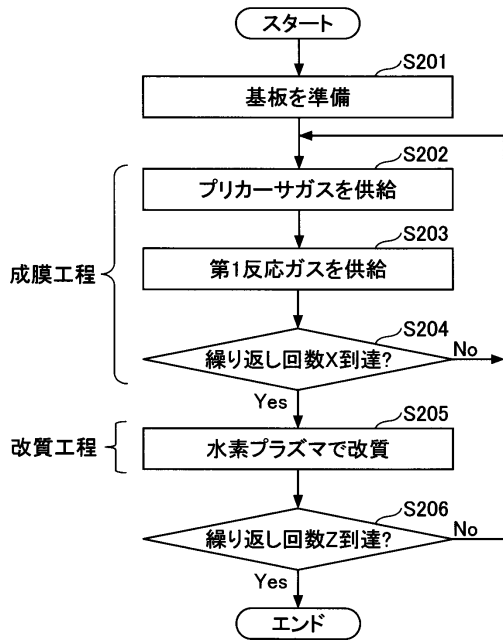 スタート
S201
基板を準備
S202
プリカーサガスを供給
S203
第1反応ガスを供給
成膜工程
S204
繰り返し回数X到達?
No
Yes
S205
改質工程
水素プラズマで改質
S206
繰り返し回数Z到達?
No
Yes
エンド